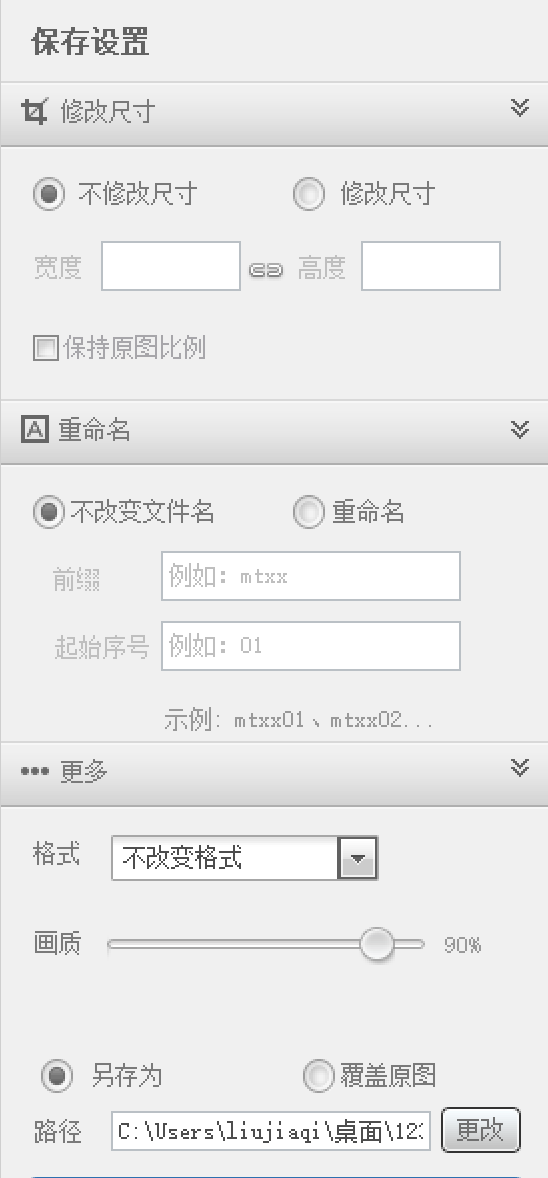 保存设置
修改尺寸
不修改尺寸 修改尺寸
宽度 高度
保持原图比例
重命名
不改变文件名 重命名
前缀 例如: mtxx
起始序号 例如: 01
示例: mtxx01、mtxx02...
更多
格式 不改变格式
画质 90%
另存为 覆盖原图
路径 C:\Users\liujiaqi\桌面\12 更改